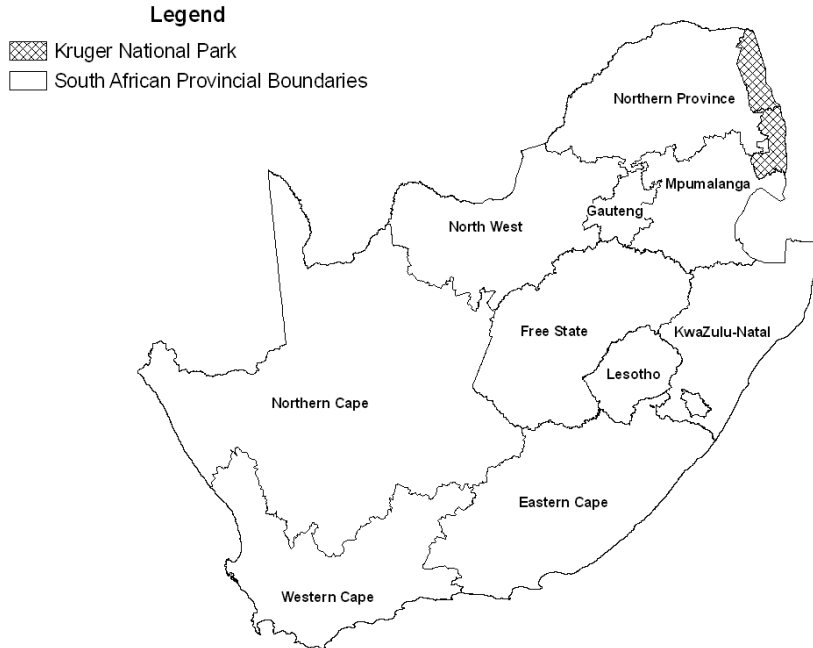 Legend
Kruger National Park
South African Provincial Boundaries
Northern Province
Mpumalanga
Gauteng
North West
Free State
KwaZulu-Natal
Lesotho
Northern Cape
Eastern Cape
Western Cape